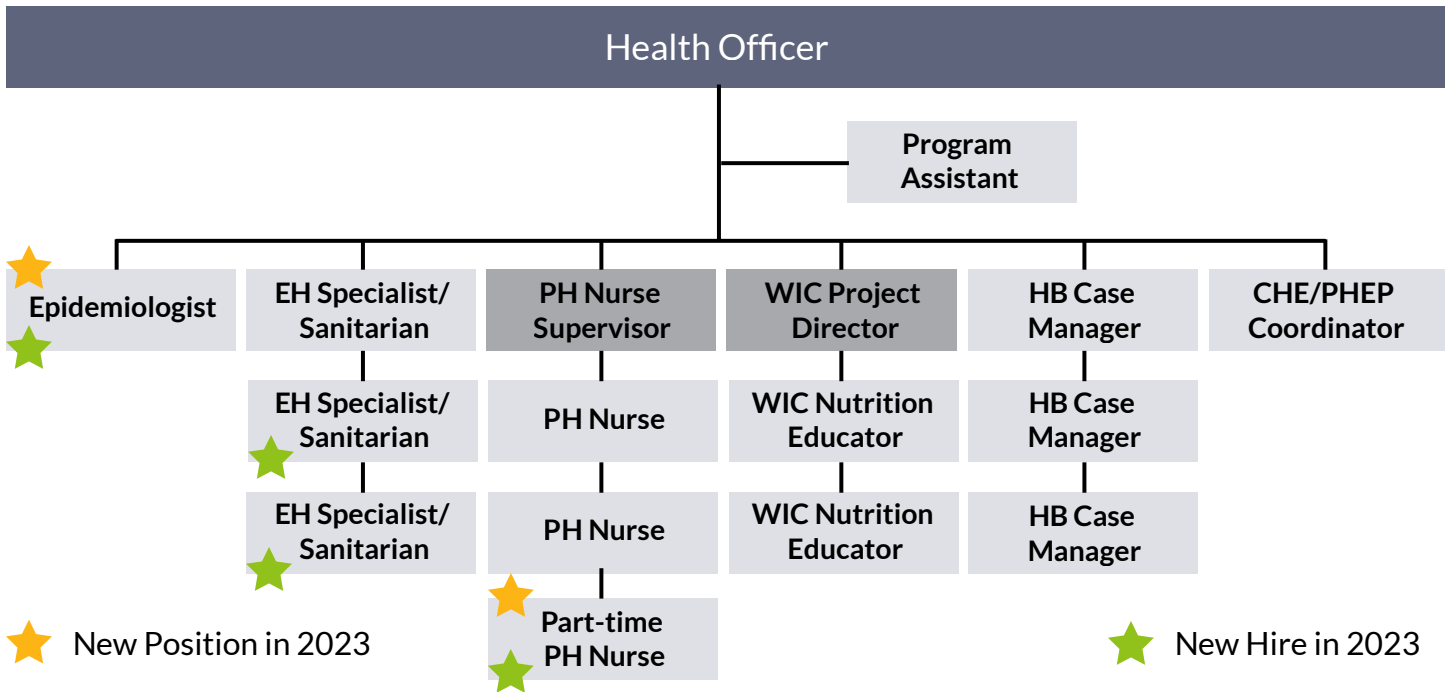 Health Officer
Program
Assistant
Epidemiologist
EH Specialist/
Sanitarian
PH Nurse
Supervisor
WIC Project
Director
HB Case
Manager
CHE/PHEP
Coordinator
EH Specialist/
Sanitarian
PH Nurse
WIC Nutrition
Educator
HB Case
Manager
EH Specialist/
Sanitarian
PH Nurse
WIC Nutrition
Educator
HB Case
Manager
Part-time
PH Nurse
New Position in 2023
New Hire in 2023